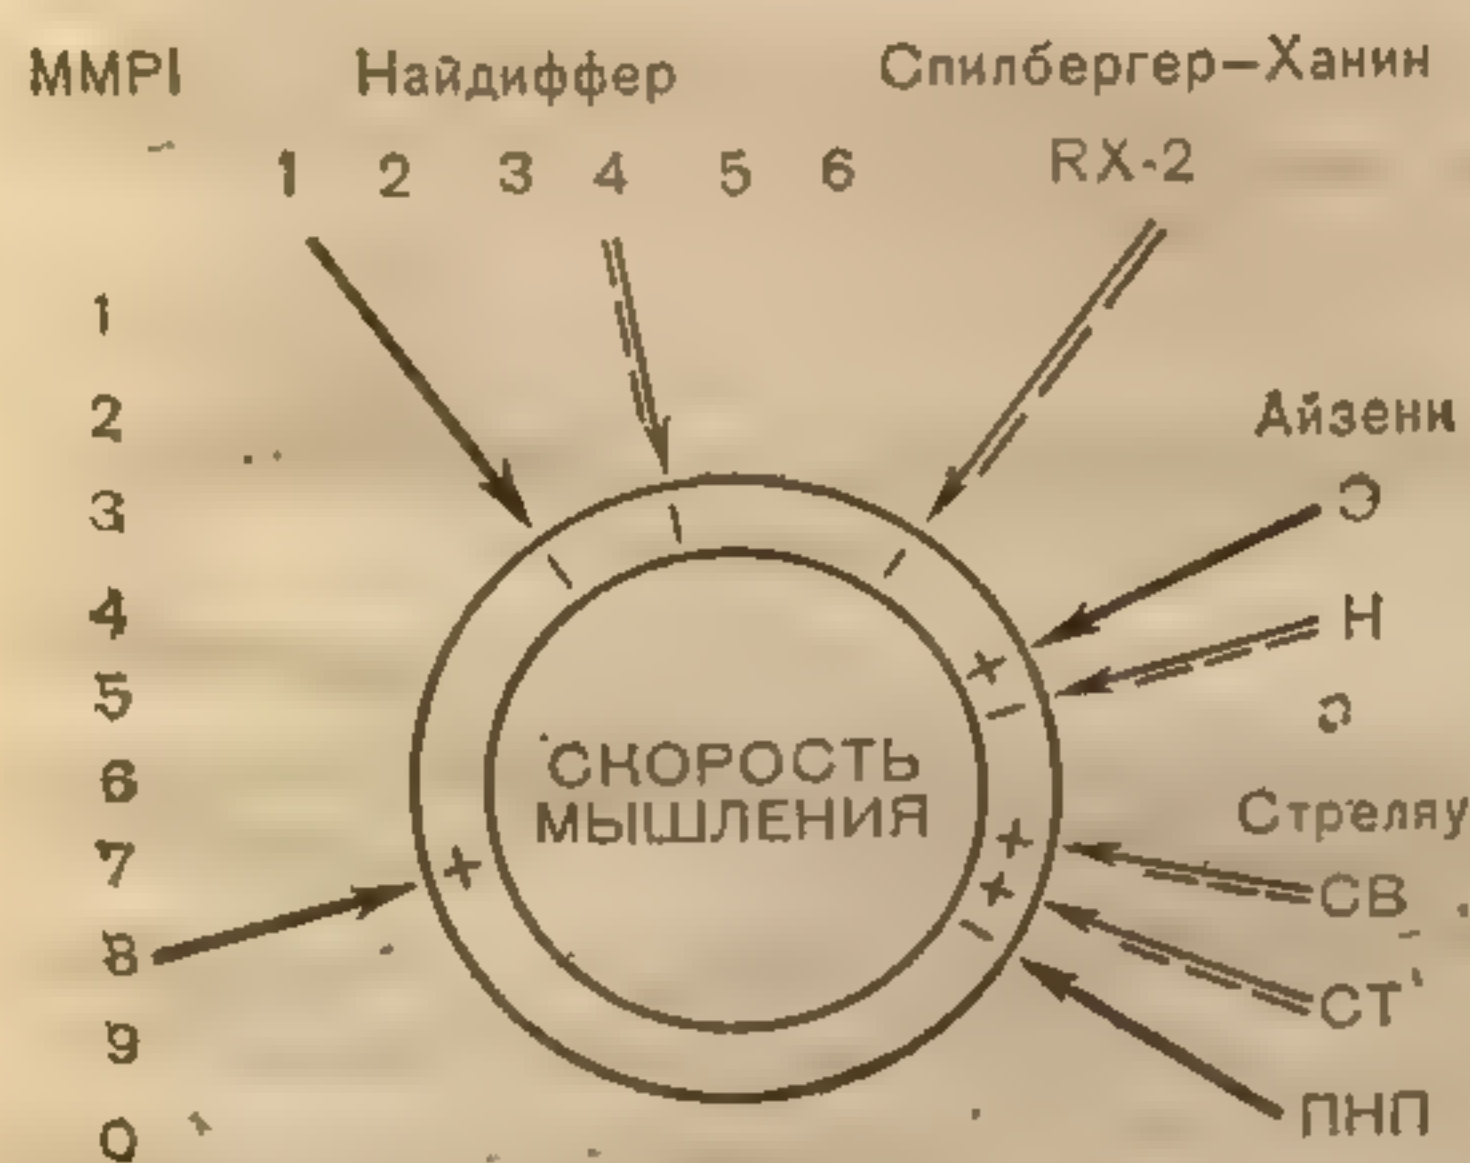 MMPI Найдиффер Спилбергер–Ханин
1 2 3 4 5 6 RX-2
1
2
3
4
5
6
7
8
9
0
Айзенк
Э
Н
– – – + –
СКОРОСТЬ
МЫШЛЕНИЯ
Стреляу
СВ
СТ
ПНП
+ + + –